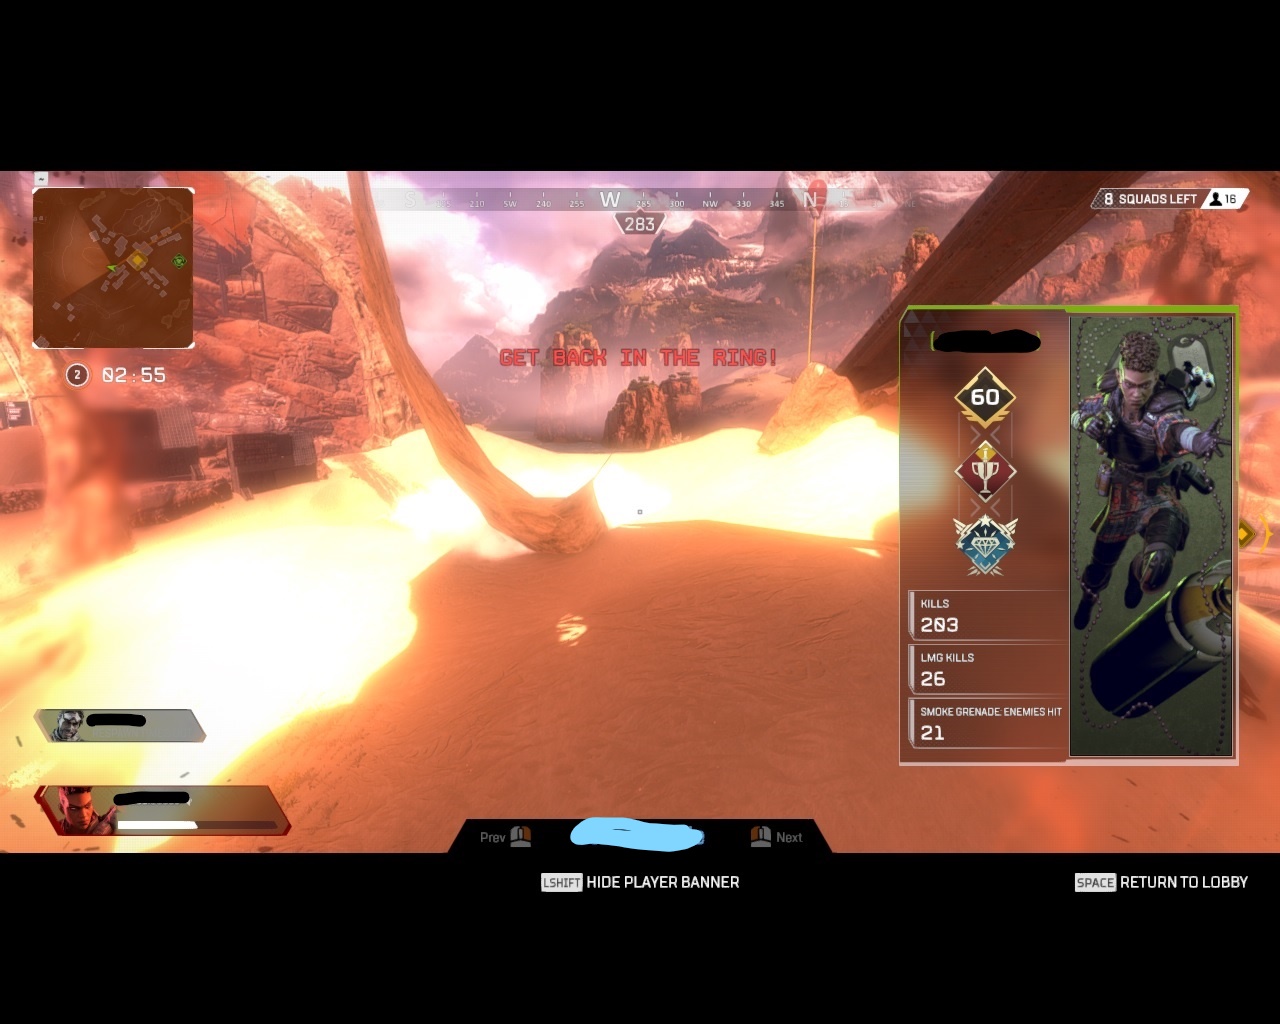 S 195 210 SW 240 255 W 285 300 NW 330 345 N 15
283
8 SQUADS LEFT 16
2 02:55
GET BACK IN THE RING!
60
KILLS
203
LMG KILLS
26
SMOKE GRENADE: ENEMIES HIT
21
Prev Next
LSHIFT HIDE PLAYER BANNER
SPACE RETURN TO LOBBY